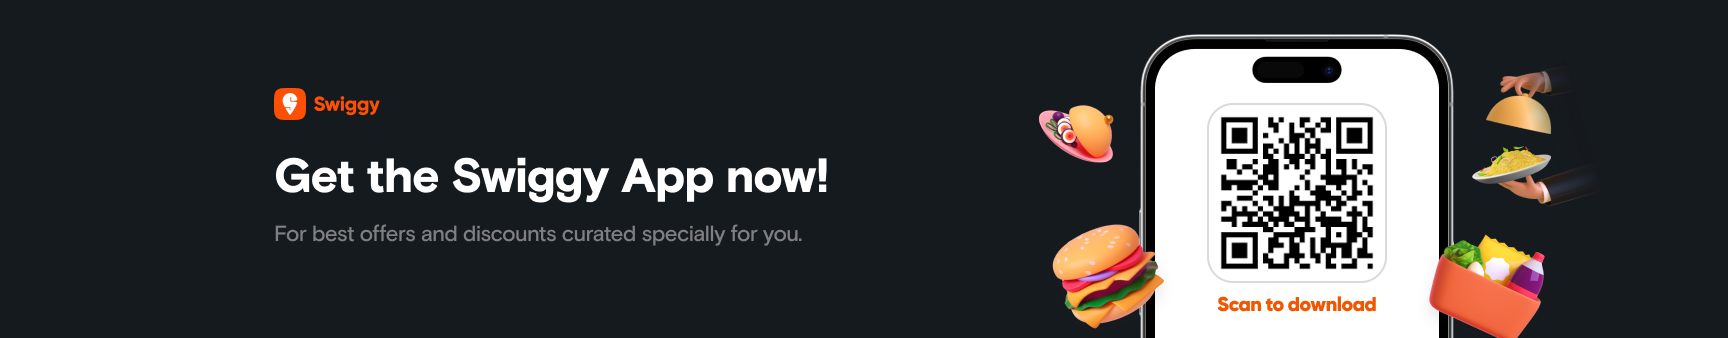 Swiggy
Get the Swiggy App now!
For best offers and discounts curated specially for you.
Scan to download